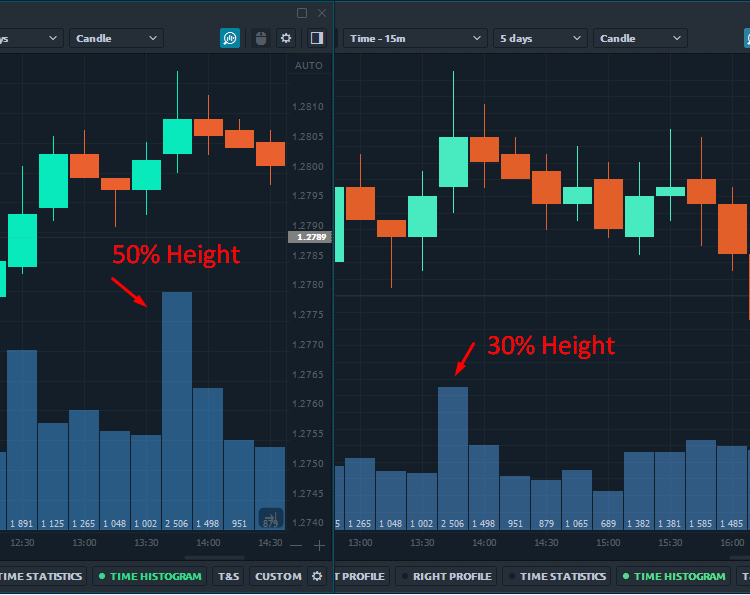 ys Candle
AUTO
1.2810
1.2805
1.2800
1.2795
1.2790
1.2789
1.2785
1.2780
1.2775
1.2770
1.2765
1.2760
1.2755
1.2750
1.2745
1.2740
50% Height
1 891 1 125 1 265 1 048 1 002 2 506 1 498 951 879
12:30 13:00 13:30 14:00 14:30
TIME STATISTICS TIME HISTOGRAM T&S CUSTOM
Time - 15m 5 days Candle
30% Height
5 1 265 1 048 1 002 2 506 1 498 951 879 1 065 689 1 382 1 381 1 585 1 485
13:00 13:30 14:00 14:30 15:00 15:30 16:00
T PROFILE RIGHT PROFILE TIME STATISTICS TIME HISTOGRAM T